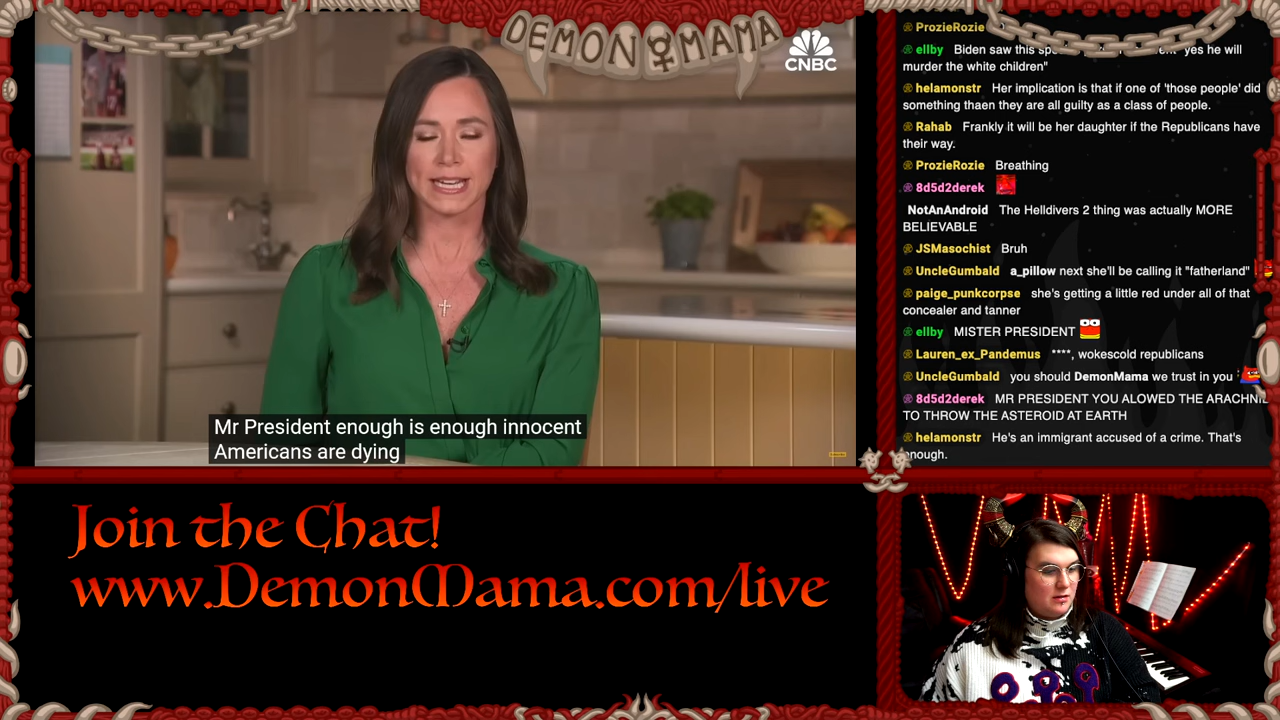 DEMON MAMA
CNBC
Mr President enough is enough innocent
Americans are dying
ProzieRozie
ellby Biden saw this "yes he will
murder the white children"
helamonstr Her implication is that if one of 'those people' did
something thaen they are all guilty as a class of people.
Rahab Frankly it will be her daughter if the Republicans have
their way.
ProzieRozie Breathing
8d5d2derek
NotAnAndroid The Helldivers 2 thing was actually MORE
BELIEVABLE
JSMasochist Bruh
UncleGumbald a_pillow next she'll be calling it "fatherland"
paige_punkcorpse she's getting a little red under all of that
concealer and tanner
ellby MISTER PRESIDENT
Lauren_ex_Pandemus ****, wokescold republicans
UncleGumbald you should DemonMama we trust in you
8d5d2derek MR PRESIDENT YOU ALOWED THE
TO THROW THE ASTEROID AT EARTH
helamonstr He's an immigrant accused of a crime. That's
enough.
Join the Chat!
www.DemonMama.com/live